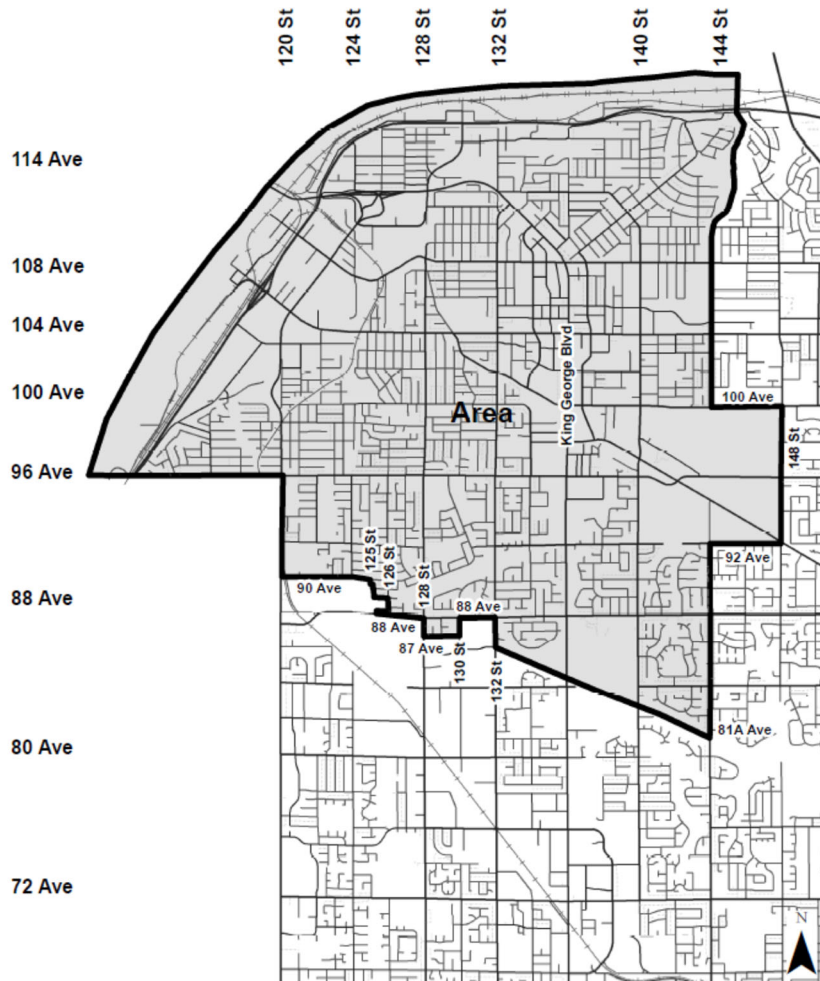 120 St
124 St
128 St
132 St
140 St
144 St
114 Ave
108 Ave
104 Ave
King George Blvd
100 Ave
100 Ave
Area
148 St
96 Ave
125 St
126 St
128 St
92 Ave
90 Ave
88 Ave
88 Ave
88 Ave
87 Ave
130 St
132 St
81A Ave
80 Ave
72 Ave
N